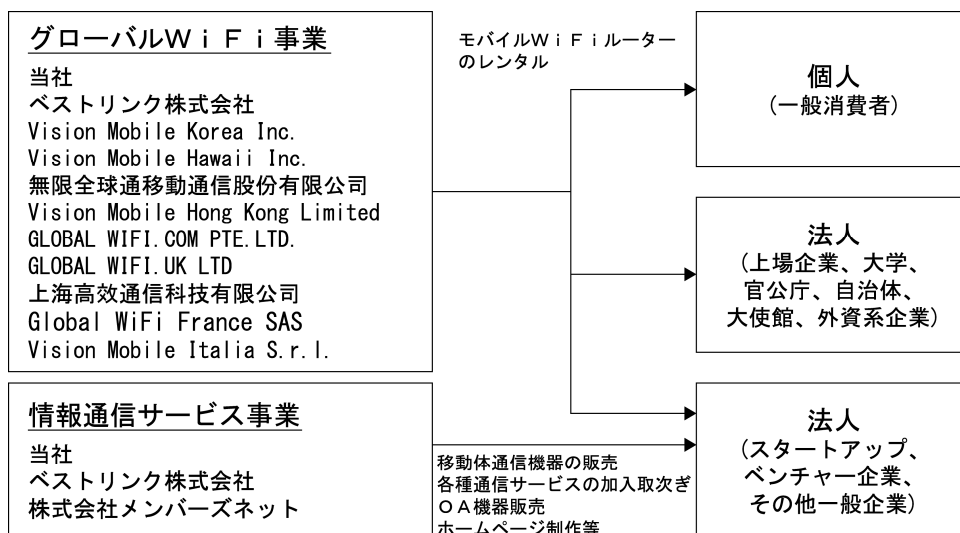 グローバルＷｉＦｉ事業
当社
ベストリンク株式会社
Vision Mobile Korea Inc.
Vision Mobile Hawaii Inc.
無限全球通移動通信股份有限公司
Vision Mobile Hong Kong Limited
GLOBAL WIFI.COM PTE.LTD.
GLOBAL WIFI.UK LTD
上海高效通信科技有限公司
Global WiFi France SAS
Vision Mobile Italia S.r.l.
モバイルＷｉＦｉルーター
のレンタル
個人
（一般消費者）
法人
（上場企業、大学、
官公庁、自治体、
大使館、外資系企業）
情報通信サービス事業
当社
ベストリンク株式会社
株式会社メンバーズネット
移動体通信機器の販売
各種通信サービスの加入取次ぎ
ＯＡ機器販売
ホームページ制作等
法人
（スタートアップ、
ベンチャー企業、
その他一般企業）